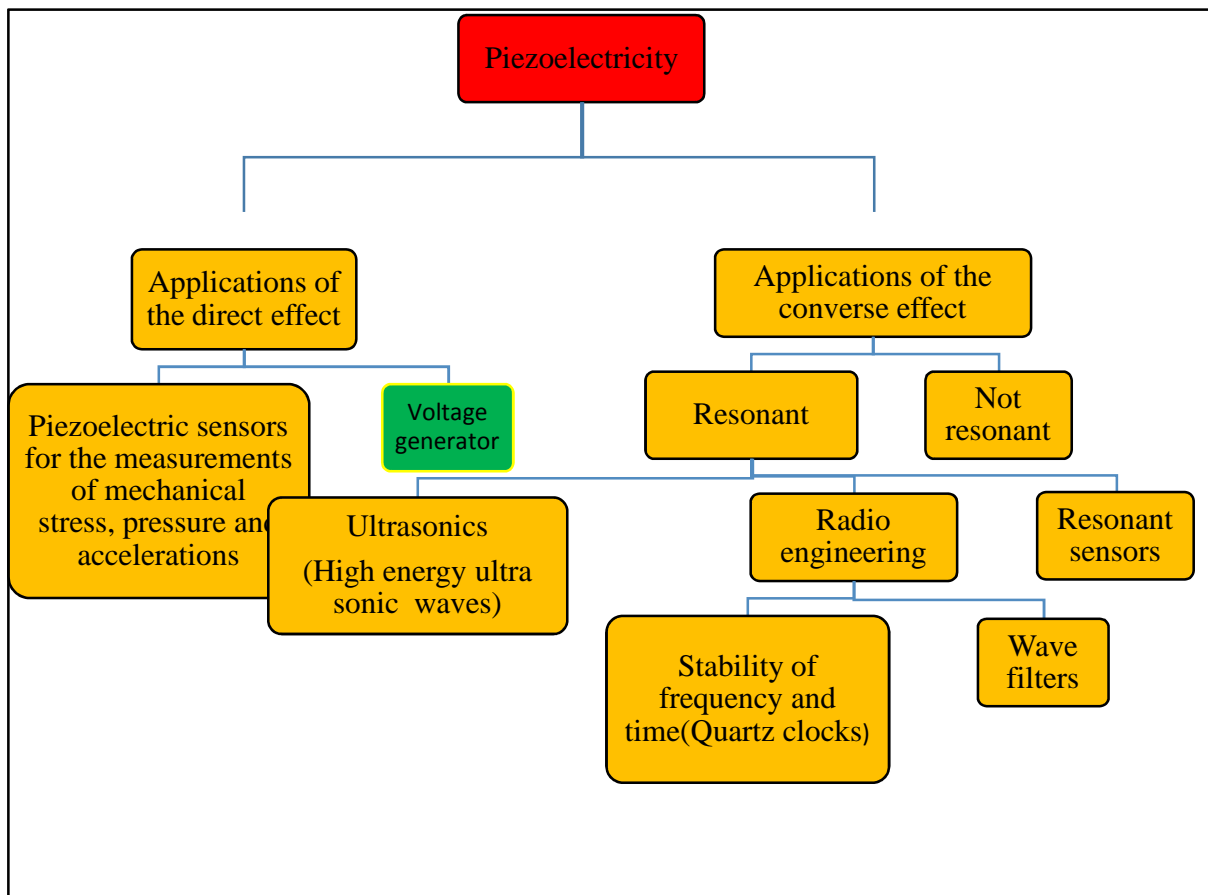 Piezoelectricity
Applications of
the direct effect
Applications of the
converse effect
Piezoelectric sensors
for the measurements
of mechanical
stress, pressure and
accelerations
Voltage
generator
Resonant
Not
resonant
Ultrasonics
(High energy ultra
sonic waves)
Radio
engineering
Resonant
sensors
Stability of
frequency and
time(Quartz clocks)
Wave
filters